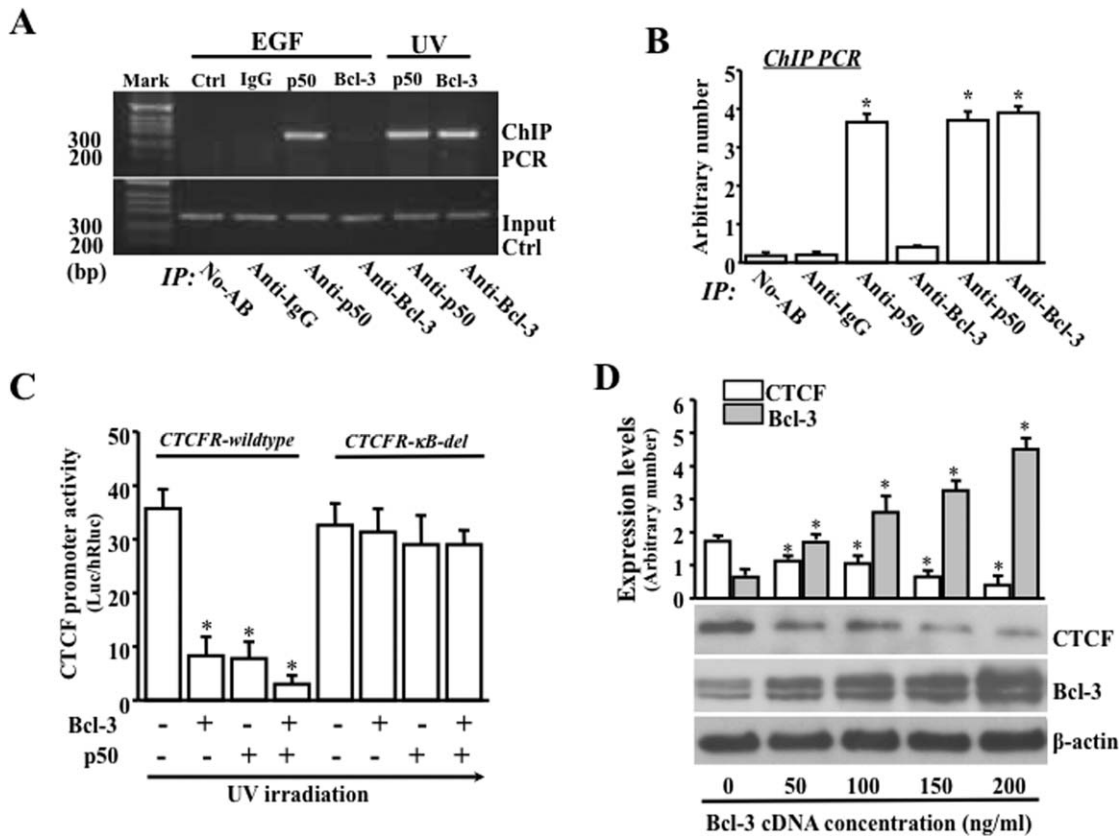 A
EGF
UV
Mark
Ctrl
IgG
p50
Bcl-3
p50
Bcl-3
300
200
ChIP
PCR
300
200
(bp)
Input
Ctrl
IP:
No-AB
Anti-IgG
Anti-p50
Anti-Bcl-3
Anti-p50
Anti-Bcl-3
B
ChIP PCR
Arbitrary number
5
4
3
2
1
0
* * *
IP:
No-AB
Anti-IgG
Anti-p50
Anti-Bcl-3
Anti-p50
Anti-Bcl-3
C
CTCFR-wildtype
CTCFR-κB-del
CTCF promoter activity
(Luc/hRluc)
50
40
30
20
10
0
* * *
Bcl-3 - + - + - + - +
p50 - - + + - - + +
UV irradiation
D
CTCF
Bcl-3
Expression levels
(Arbitrary number)
6
5
4
3
2
1
0
* * * * * * * *
CTCF
Bcl-3
β-actin
0 50 100 150 200
Bcl-3 cDNA concentration (ng/ml)